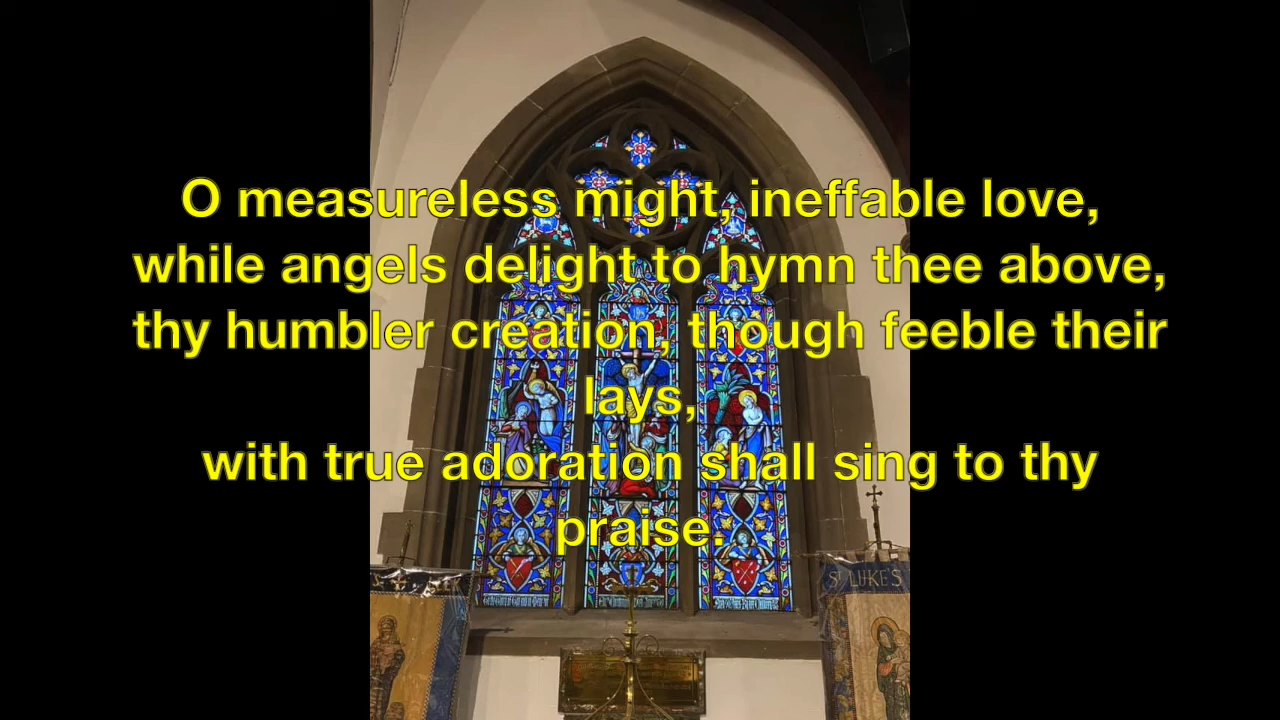 O measureless might, ineffable love,
while angels delight to hymn thee above,
thy humbler creation, though feeble their
lays,
with true adoration shall sing to thy
praise.
ST LUKE'S